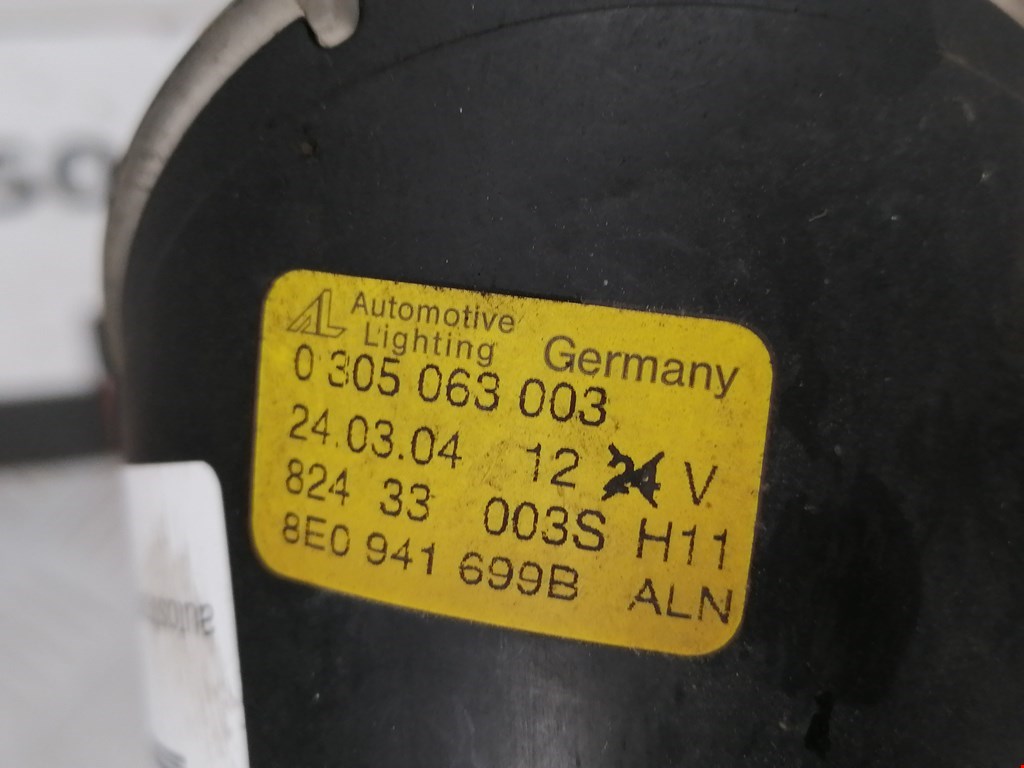 AL Automotive
Lighting Germany
0 305 063 003
24.03.04 12 24 V
824 33 003S H11
8E0 941 699B ALN